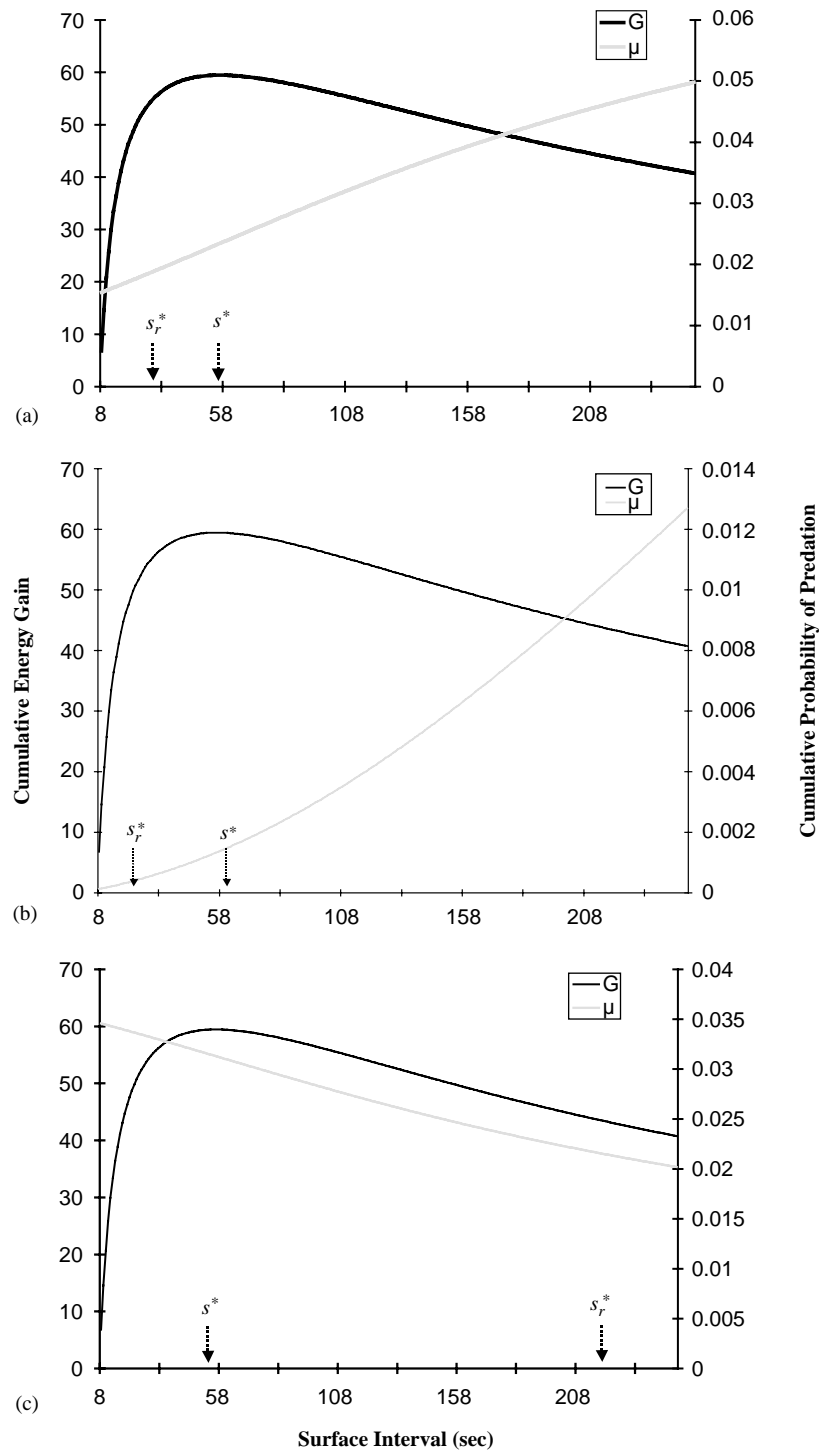 70
60
50
40
30
20
10
0
G
μ
0.06
0.05
0.04
0.03
0.02
0.01
0
s_r*
s*
8 58 108 158 208
(a)
70
60
50
40
30
20
10
0
G
μ
0.014
0.012
0.01
0.008
0.006
0.004
0.002
0
s_r*
s*
8 58 108 158 208
(b)
Cumulative Energy Gain
Cumulative Probability of Predation
70
60
50
40
30
20
10
0
G
μ
0.04
0.035
0.03
0.025
0.02
0.015
0.01
0.005
0
s*
s_r*
8 58 108 158 208
(c)
Surface Interval (sec)